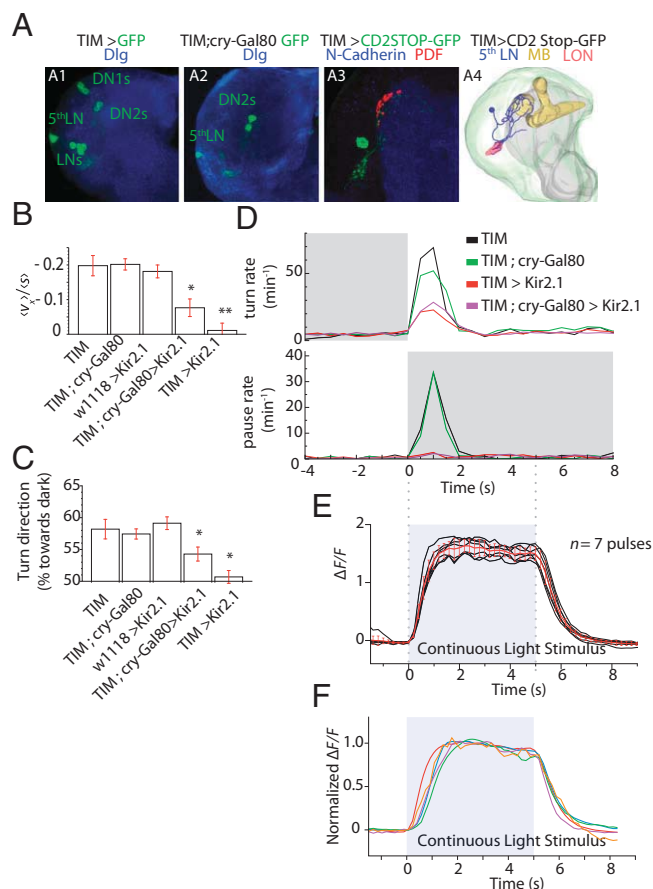 A
TIM >GFP
Dlg
TIM;cry-Gal80 GFP
Dlg
TIM >CD2STOP-GFP
N-Cadherin PDF
TIM>CD2 Stop-GFP
5th LN MB LON
A1
DN1s
DN2s
5thLN
LNs
A2
DN2s
5thLN
A3
A4
B
<vx>/<s>
- 0.2
- 0.1
0
*
**
TIM
TIM ; cry-Gal80
w1118 >Kir2.1
TIM ; cry-Gal80>Kir2.1
TIM >Kir2.1
C
Turn direction
(% towards dark)
65
60
55
50
*
*
TIM
TIM ; cry-Gal80
w1118 >Kir2.1
TIM ; cry-Gal80>Kir2.1
TIM >Kir2.1
D
TIM
TIM ; cry-Gal80
TIM > Kir2.1
TIM ; cry-Gal80 > Kir2.1
turn rate
(min-1)
50
0
pause rate
(min-1)
40
30
20
10
0
-4 -2 0 2 4 6 8
Time (s)
E
n= 7 pulses
ΔF/F
2
1
0
Continuous Light Stimulus
0 2 4 6 8
Time (s)
F
Normalized ΔF/F
1.0
0.5
0
Continuous Light Stimulus
0 2 4 6 8
Time (s)